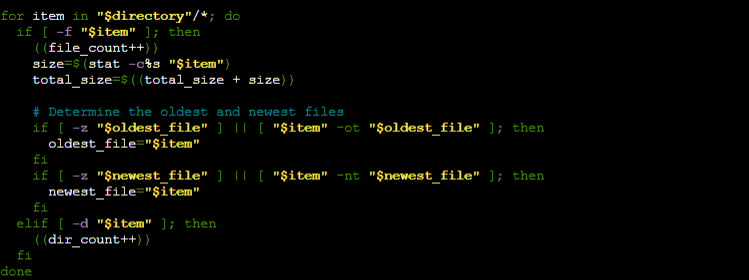 for item in "$directory"/*; do
  if [ -f "$item" ]; then
    ((file_count++))
    size=$(stat -c%s "$item")
    total_size=$((total_size + size))

    # Determine the oldest and newest files
    if [ -z "$oldest_file" ] || [ "$item" -ot "$oldest_file" ]; then
      oldest_file="$item"
    fi
    if [ -z "$newest_file" ] || [ "$item" -nt "$newest_file" ]; then
      newest_file="$item"
    fi
  elif [ -d "$item" ]; then
    ((dir_count++))
  fi
done